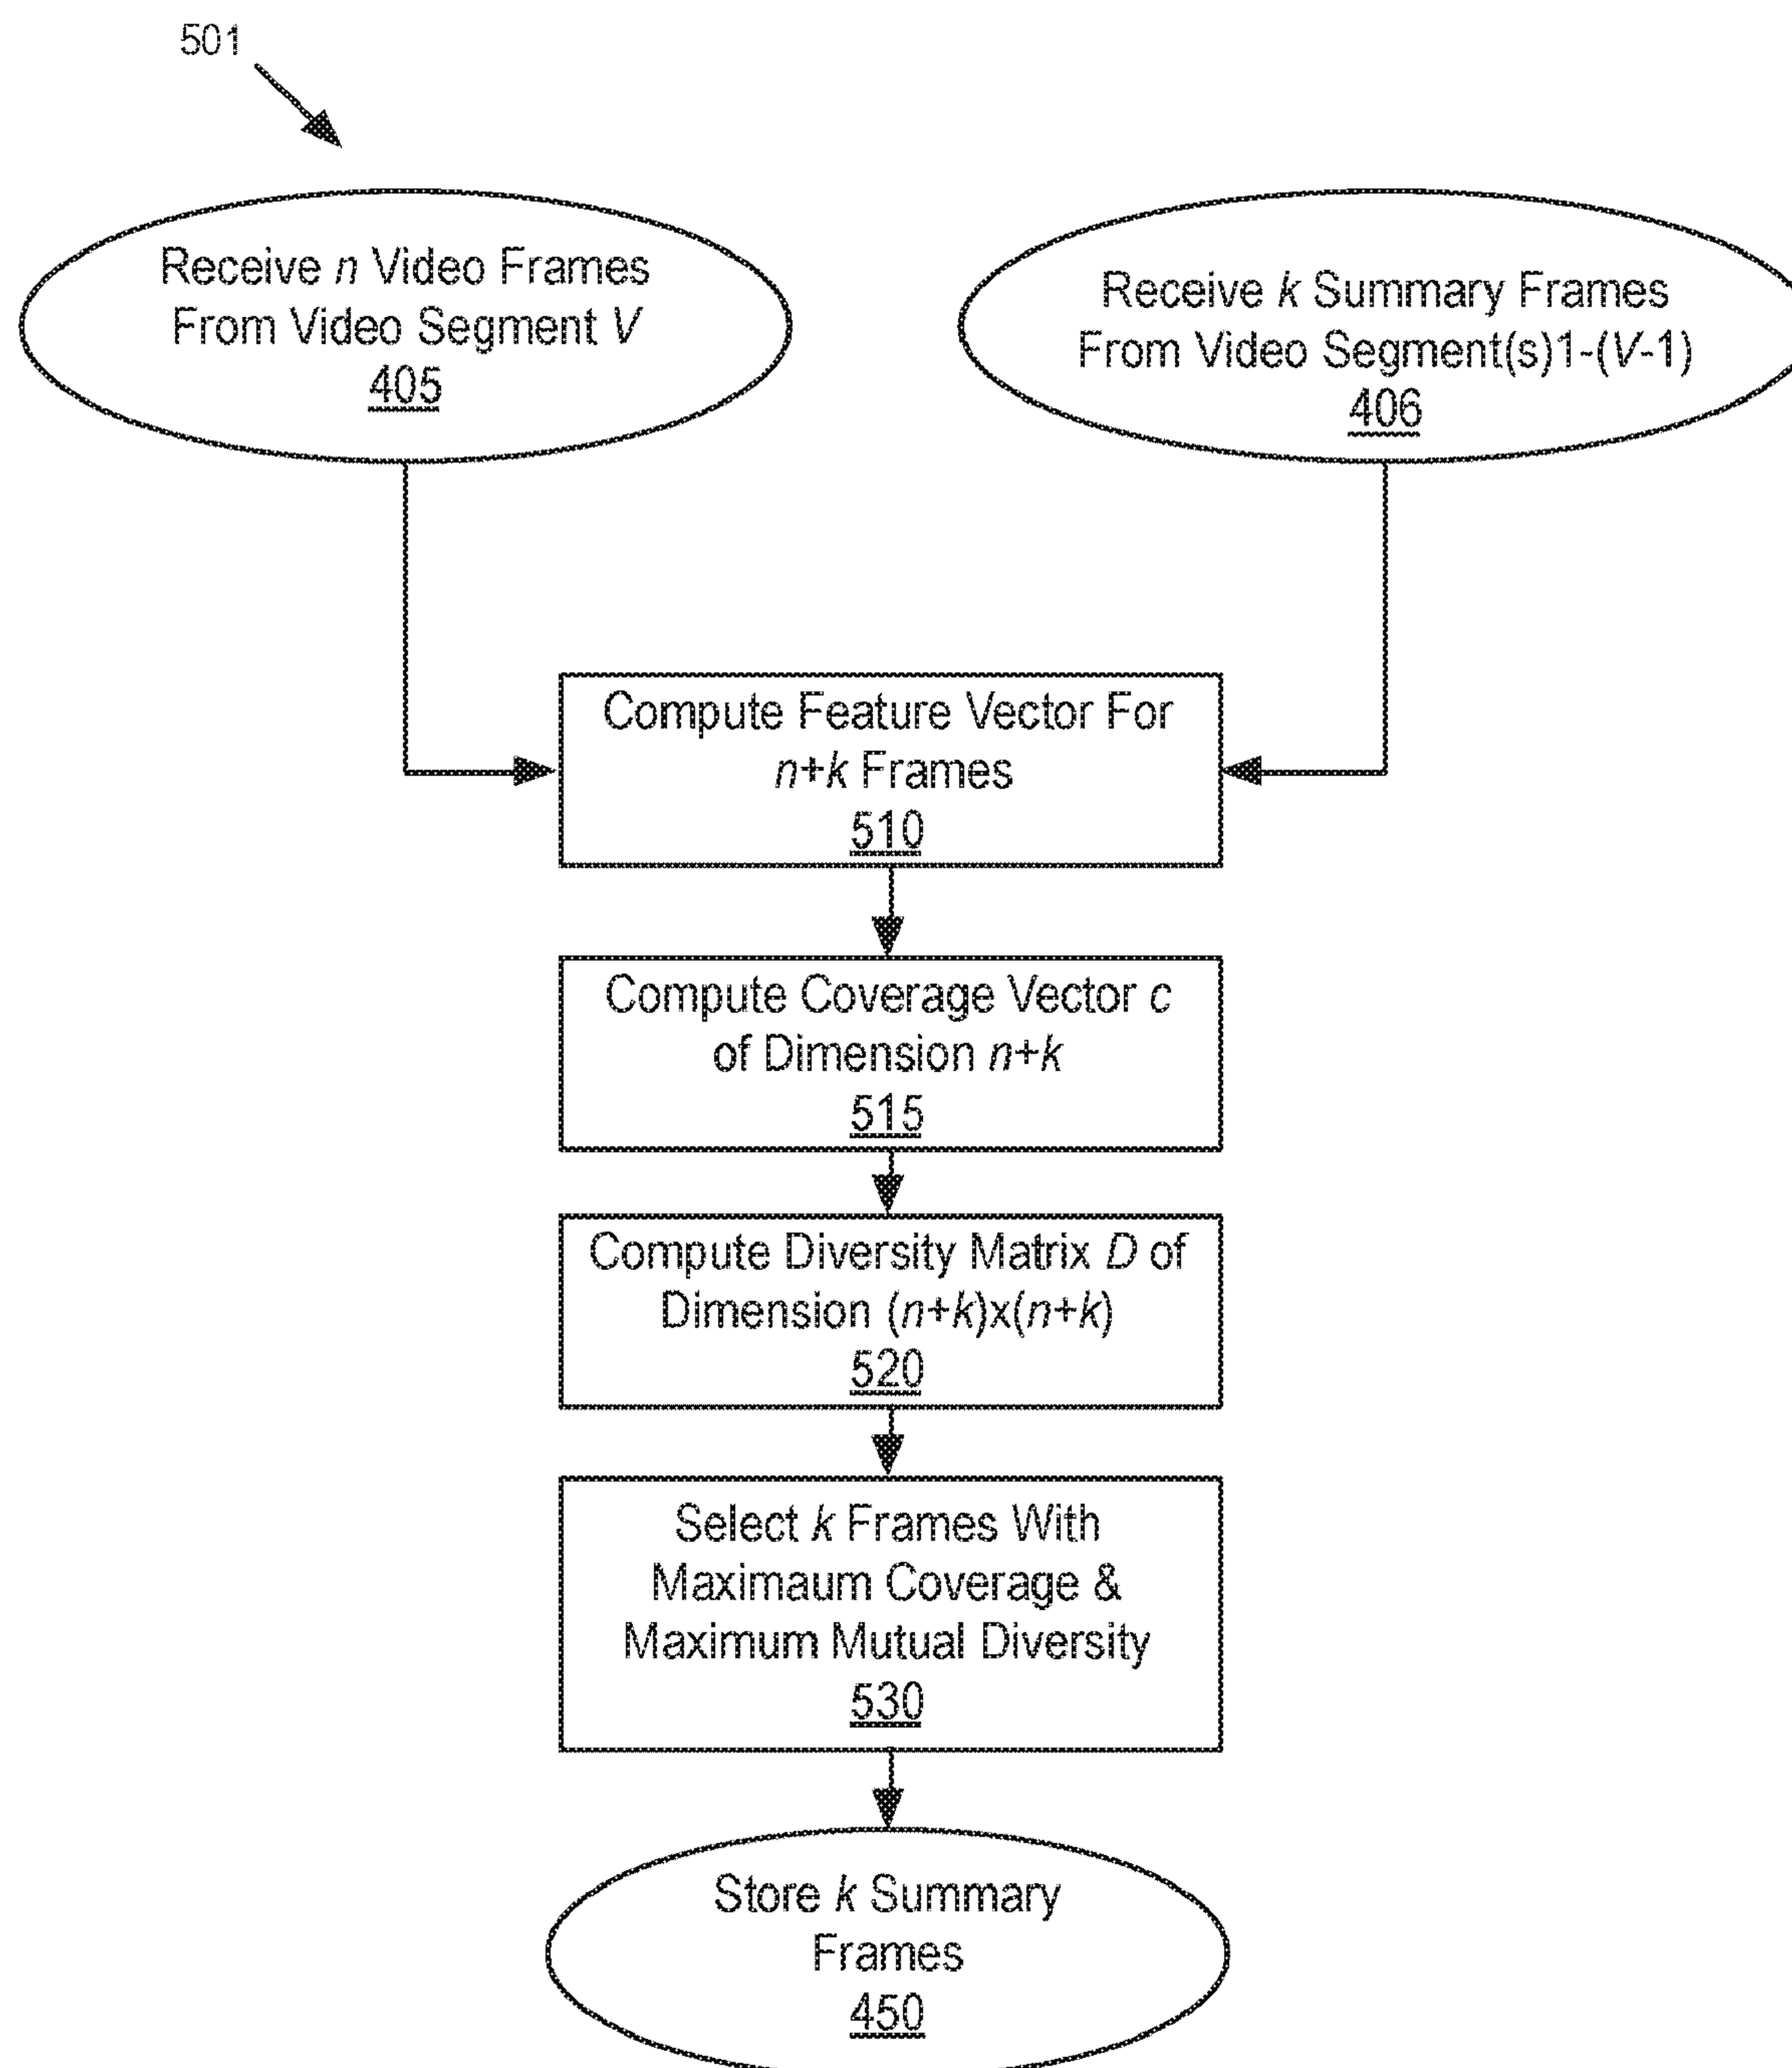 501
Receive n Video Frames
From Video Segment V
405
Receive k Summary Frames
From Video Segment(s)1-(V-1)
406
Compute Feature Vector For
n+k Frames
510
Compute Coverage Vector c
of Dimension n+k
515
Compute Diversity Matrix D of
Dimension (n+k)x(n+k)
520
Select k Frames With
Maximaum Coverage &
Maximum Mutual Diversity
530
Store k Summary
Frames
450